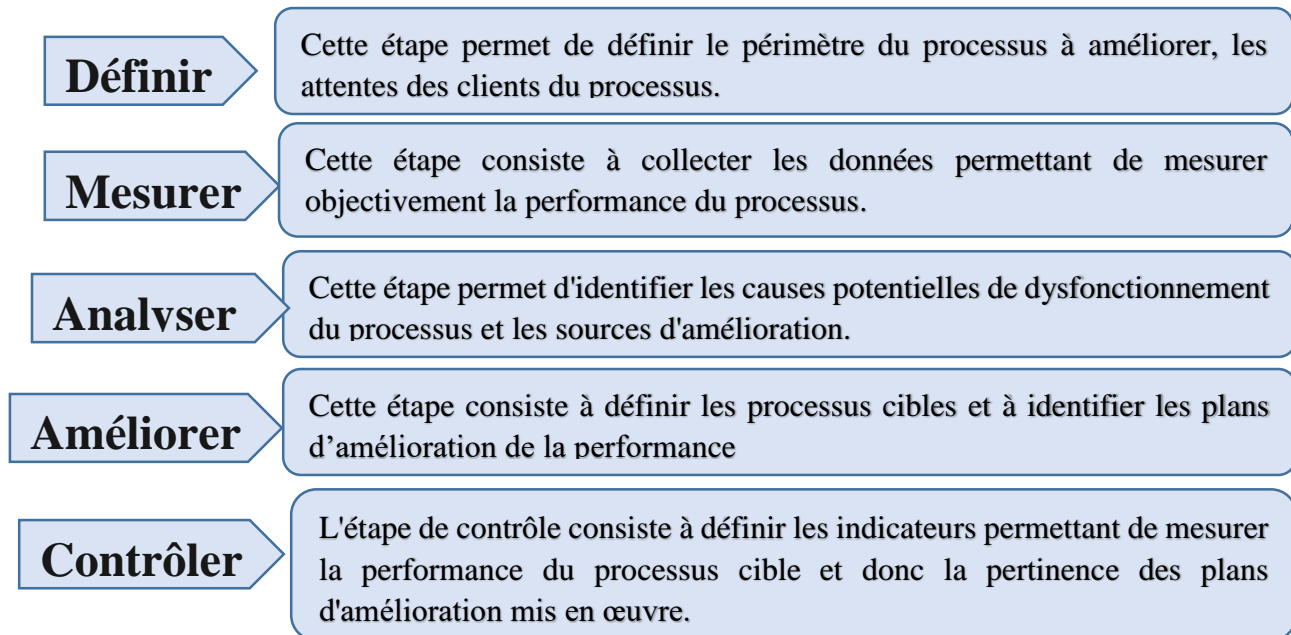 Définir
Cette étape permet de définir le périmètre du processus à améliorer, les
attentes des clients du processus.
Mesurer
Cette étape consiste à collecter les données permettant de mesurer
objectivement la performance du processus.
Analyser
Cette étape permet d'identifier les causes potentielles de dysfonctionnement
du processus et les sources d'amélioration.
Améliorer
Cette étape consiste à définir les processus cibles et à identifier les plans
d’amélioration de la performance
Contrôler
L'étape de contrôle consiste à définir les indicateurs permettant de mesurer
la performance du processus cible et donc la pertinence des plans
d'amélioration mis en œuvre.